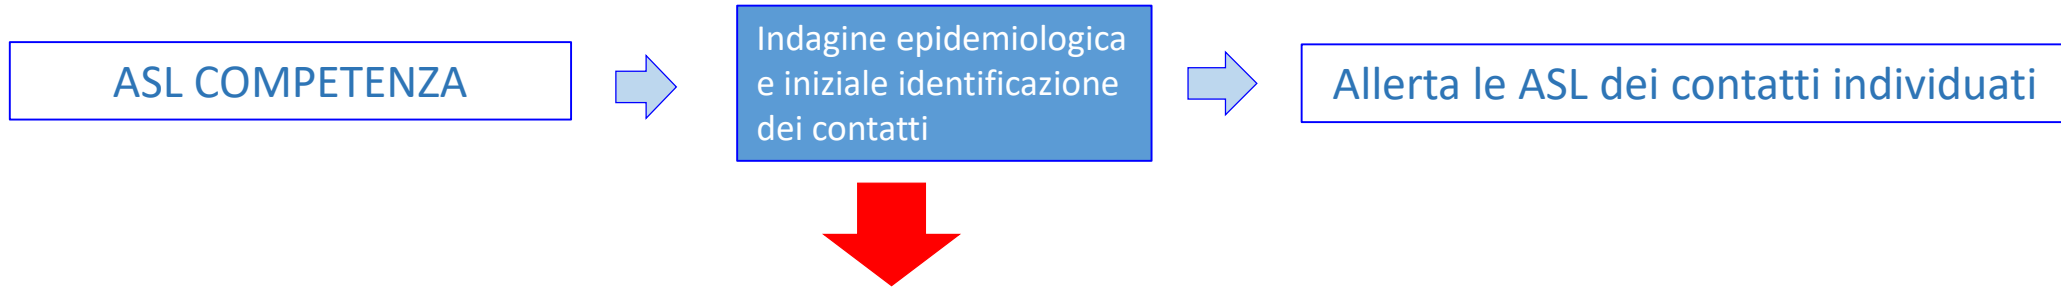 ASL COMPETENZA
Indagine epidemiologica
e iniziale identificazione
dei contatti
Allerta le ASL dei contatti individuati